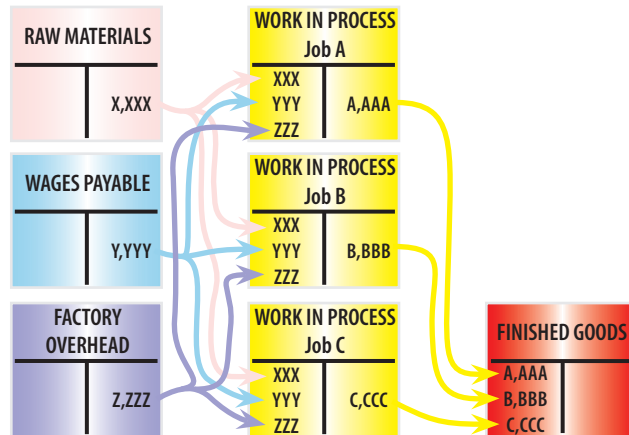 RAW MATERIALS
X,XXX
WAGES PAYABLE
Y,YYY
FACTORY
OVERHEAD
Z,ZZZ
WORK IN PROCESS
Job A
XXX
YYY
ZZZ
A,AAA
WORK IN PROCESS
Job B
XXX
YYY
ZZZ
B,BBB
WORK IN PROCESS
Job C
XXX
YYY
ZZZ
C,CCC
FINISHED GOODS
A,AAA
B,BBB
C,CCC